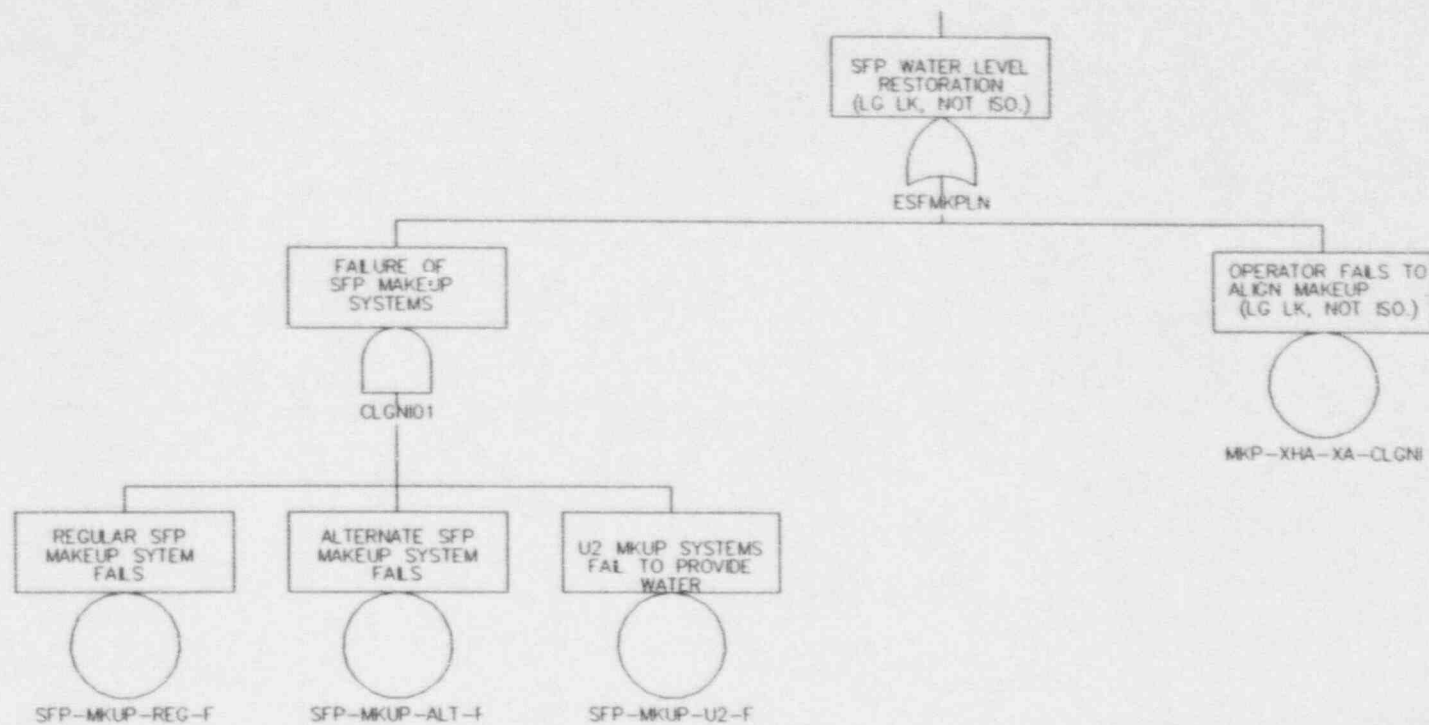 SFP WATER LEVEL
RESTORATION
(LG LK, NOT ISO.)
ESFMKPLN
FAILURE OF
SFP MAKEUP
SYSTEMS
CLGNI01
OPERATOR FAILS TO
ALIGN MAKEUP
(LG LK, NOT ISO.)
MKP-XHA-XA-CLGNI
REGULAR SFP
MAKEUP SYTEM
FAILS
SFP-MKUP-REG-F
ALTERNATE SFP
MAKEUP SYSTEM
FAILS
SFP-MKUP-ALT-F
U2 MKUP SYSTEMS
FAIL TO PROVIDE
WATER
SFP-MKUP-U2-F